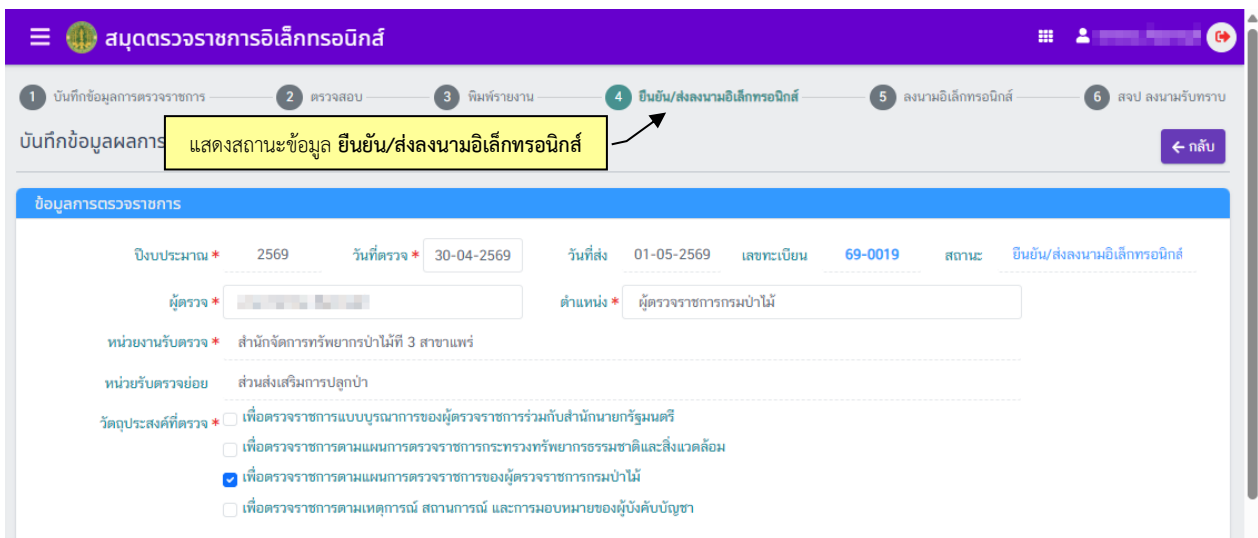 สมุดตรวจราชการอิเล็กทรอนิกส์
1 บันทึกข้อมูลการตรวจราชการ 2 ตรวจสอบ 3 พิมพ์รายงาน 4 ยืนยัน/ส่งลงนามอิเล็กทรอนิกส์ 5 ลงนามอิเล็กทรอนิกส์ 6 สจป ลงนามรับทราบ
บันทึกข้อมูลผลการ แสดงสถานะข้อมูล ยืนยัน/ส่งลงนามอิเล็กทรอนิกส์ กลับ
ข้อมูลการตรวจราชการ
ปีงบประมาณ * 2569 วันที่ตรวจ * 30-04-2569 วันที่ส่ง 01-05-2569 เลขทะเบียน 69-0019 สถานะ ยืนยัน/ส่งลงนามอิเล็กทรอนิกส์
ผู้ตรวจ * ตำแหน่ง * ผู้ตรวจราชการกรมป่าไม้
หน่วยงานรับตรวจ * สำนักจัดการทรัพยากรป่าไม้ที่ 3 สาขาแพร่
หน่วยรับตรวจย่อย ส่วนส่งเสริมการปลูกป่า
วัตถุประสงค์ที่ตรวจ * เพื่อตรวจราชการแบบบูรณาการของผู้ตรวจราชการร่วมกับสำนักนายกรัฐมนตรี
เพื่อตรวจราชการตามแผนการตรวจราชการกระทรวงทรัพยากรธรรมชาติและสิ่งแวดล้อม
เพื่อตรวจราชการตามแผนการตรวจราชการของผู้ตรวจราชการกรมป่าไม้
เพื่อตรวจราชการตามเหตุการณ์ สถานการณ์ และการมอบหมายของผู้บังคับบัญชา